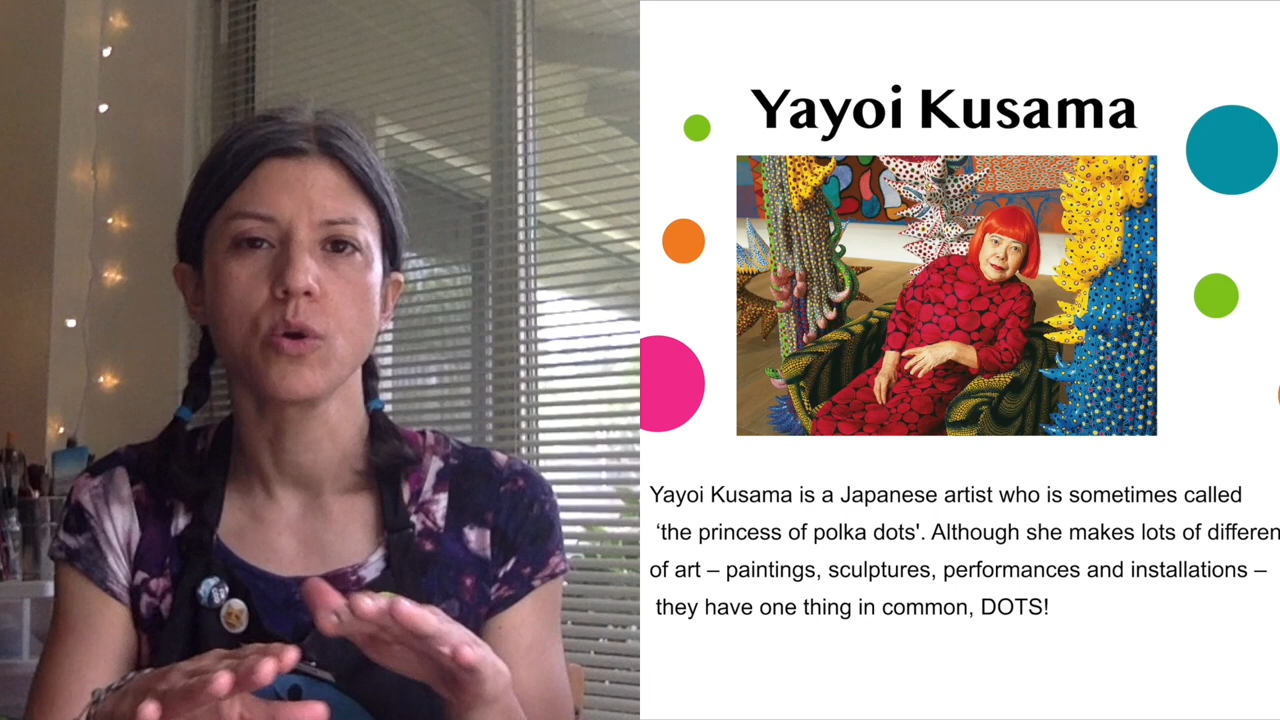 Yayoi Kusama
Yayoi Kusama is a Japanese artist who is sometimes called
‘the princess of polka dots'. Although she makes lots of differen
of art – paintings, sculptures, performances and installations –
they have one thing in common, DOTS!